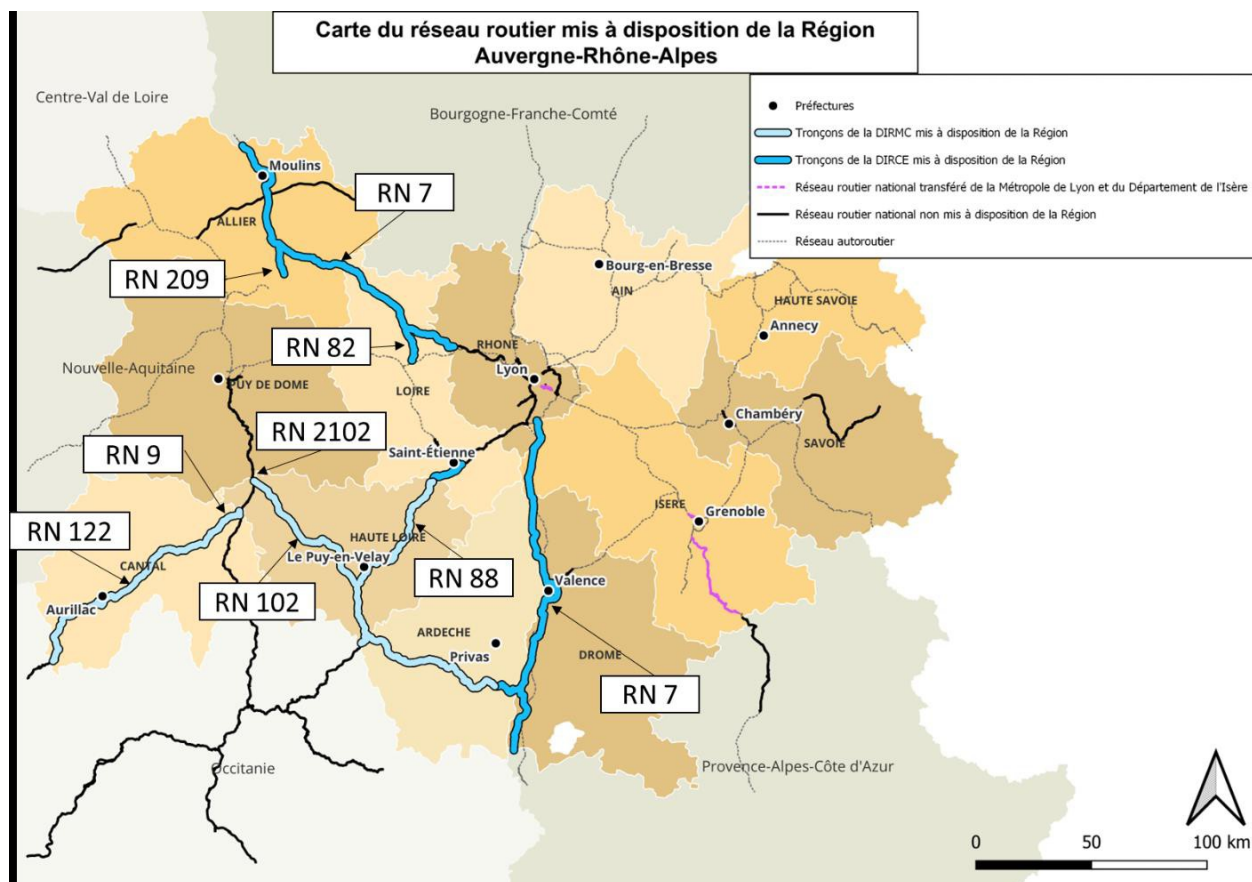 Carte du réseau routier mis à disposition de la Région
Auvergne-Rhône-Alpes
Préfectures
Tronçons de la DIRMC mis à disposition de la Région
Tronçons de la DIRCE mis à disposition de la Région
Réseau routier national transféré de la Métropole de Lyon et du Département de l'Isère
Réseau routier national non mis à disposition de la Région
Réseau autoroutier
Centre-Val de Loire
Bourgogne-Franche-Comté
Moulins
RN 7
ALLIER
RN 209
Bourg-en-Bresse
AIN
HAUTE SAVOIE
Annecy
RN 82
RHONE
Lyon
Nouvelle-Aquitaine
PUY DE DOME
LOIRE
Chambéry
SAVOIE
RN 2102
RN 9
Saint-Étienne
ISERE
Grenoble
RN 122
HAUTE LOIRE
Le Puy-en-Velay
CANTAL
RN 88
Valence
Aurillac
RN 102
ARDECHE
Privas
DROME
RN 7
Occitanie
Provence-Alpes-Côte d'Azur
0 50 100 km